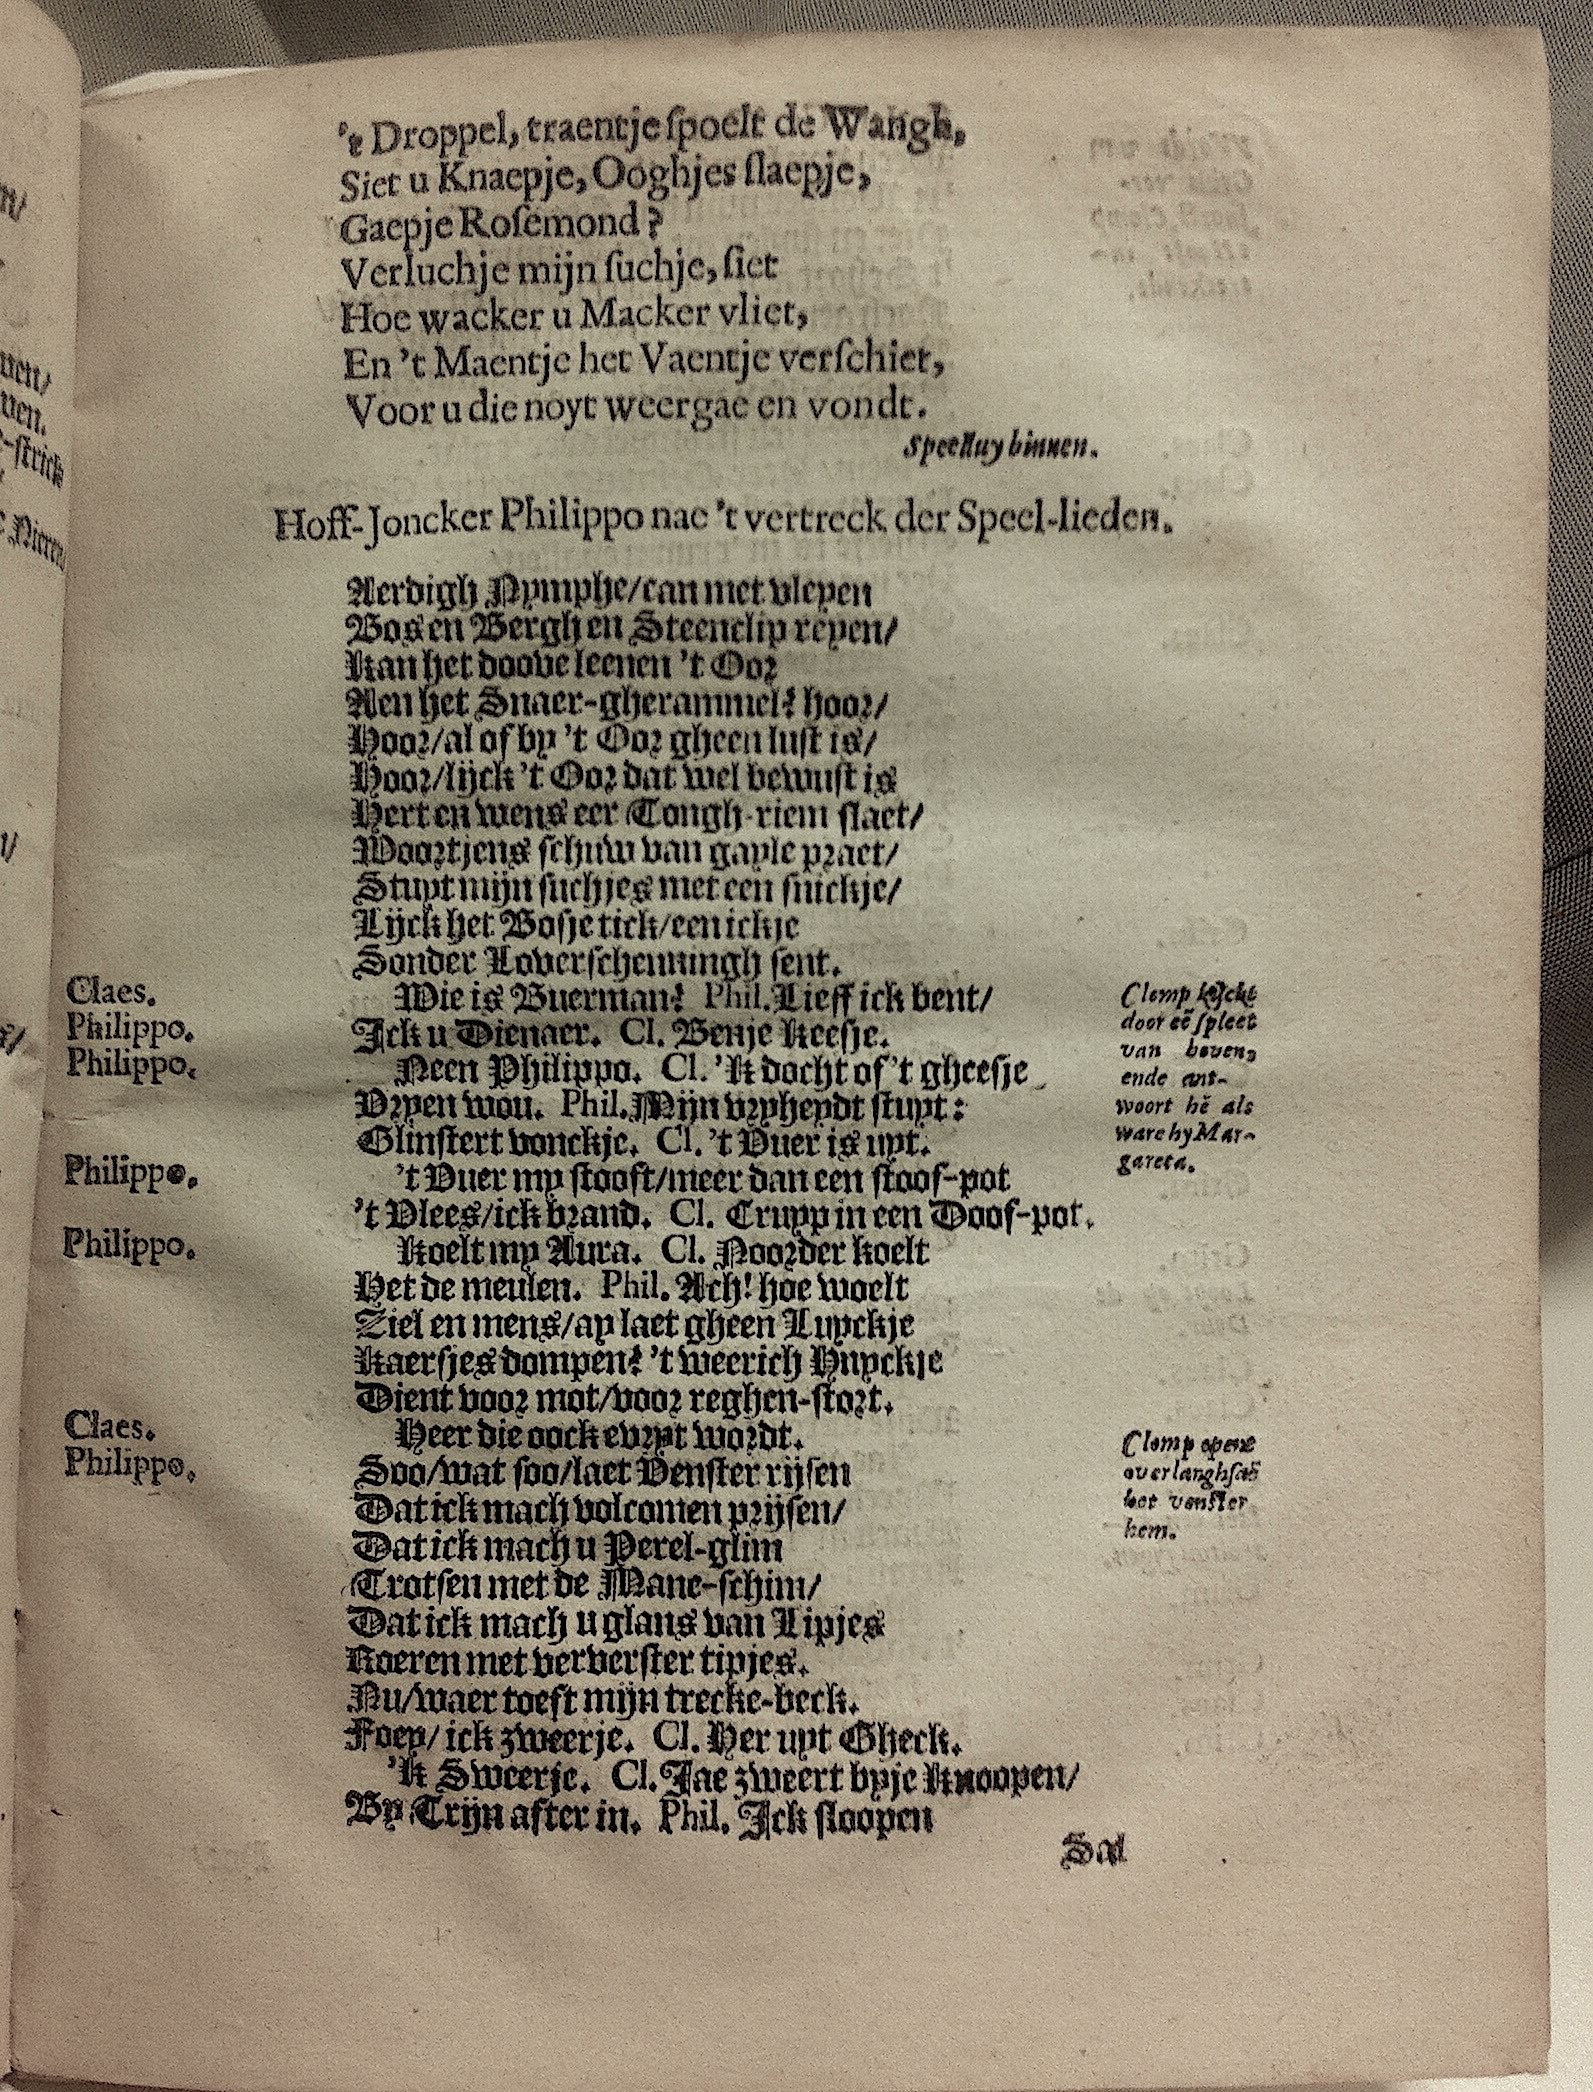 't Droppel, traentje spoelt de Wangh,
Siet u Knaepje, Ooghjes slaepje,
Gaepje Rosemond?
Verluchje mijn suchje, siet
Hoe wacker u Macker vliet,
En 't Maentje het Vaentje verschiet,
Voor u die noyt weergae en vondt.
Speelluy binnen.
Hoff-Joncker Philippo nae 't vertreck der Speel-lieden.
Aerdigh Nymphe/can met vleyen
Bos en Bergh en Steenclip reyen/
Kan het doove leenen 't Oor
Aen het Snaer-gherammel? hoor/
Hoor/al of by 't Oor gheen lust is/
Hoor/lijck 't Oor dat wel bewust is
Hert en wens eer Tongh-riem slaet/
Woortjens schuw van gayle praet/
Stuyt mijn suchjes met een snickje/
Lijck het Bosje tick/een ickje
Sonder Loverschenningh sent.
Claes. Wie is Buerman? Phil. Lieff ick bent/
Philippo. Ick u Dienaer. Cl. Benje Keesje.
Philippo. Neen Philippo. Cl. 'K docht of 't gheesje
Vryen wou. Phil. Mijn vryheydt stuyt:
Glinstert vonckje. Cl. 't Vuer is uyt.
Philippo. 't Vuer my stooft/meer dan een stoof-pot
't Vlees/ick brand. Cl. Cruyp in een Doof-pot.
Philippo. Koelt my Aura. Cl. Noorder koelt
Het de meulen. Phil. Ach! hoe woelt
Ziel en mens/ay laet gheen Luyckje
Kaersjes dompen? 't weerich Huyckje
Dient voor mot/voor reghen-stort.
Claes. Heer die oock evryt wordt.
Philippo. Soo/wat soo/laet Venster rijsen
Dat ick mach volcomen prijsen/
Dat ick mach u Perel-glim
Trotsen met de Mane-schim/
Dat ick mach u glans van Lipjes
Roeren met ververster tipjes.
Nu/waer toeft mijn trecke-beck.
Foey/ick zweerje. Cl. Her uyt Gheck.
'k Sweerje. Cl. Jae zweert byje Knoopen/
By Trijn after in. Phil. Ick sloopen
Sal
Clomp kijckt
door eē spleet
van boven,
ende ant-
woort hē als
ware hy Mar-
gareta.
Clomp opent
overlanghsaē
het venster
hem.